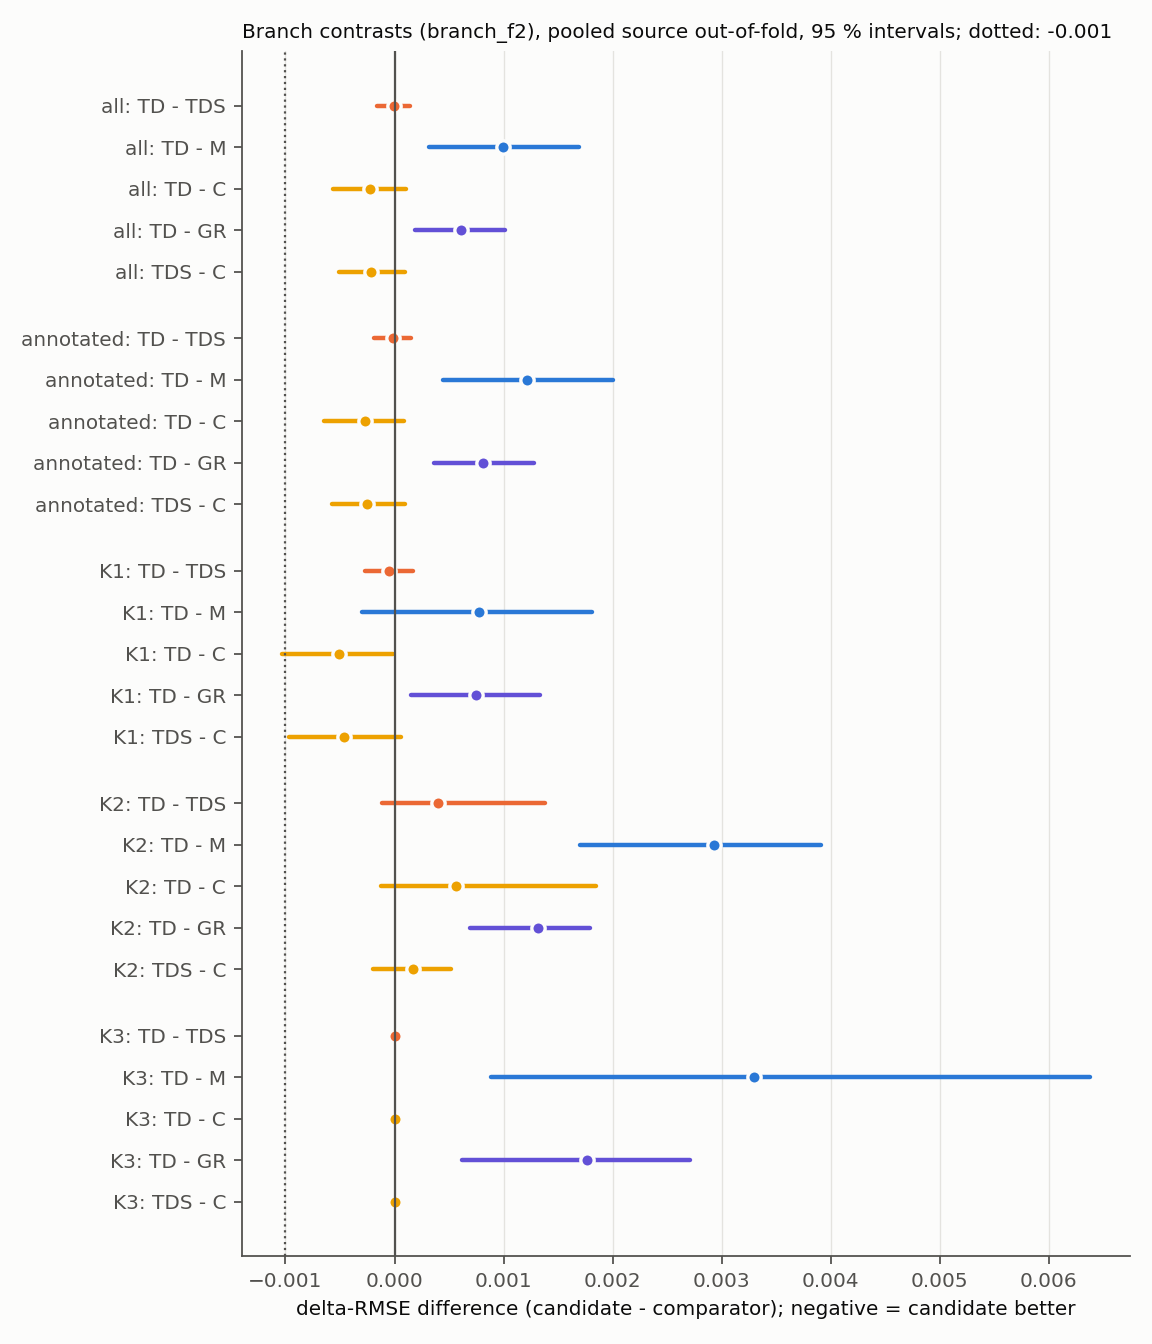 Branch contrasts (branch_f2), pooled source out-of-fold, 95 % intervals; dotted: -0.001
all: TD - TDS
all: TD - M
all: TD - C
all: TD - GR
all: TDS - C
annotated: TD - TDS
annotated: TD - M
annotated: TD - C
annotated: TD - GR
annotated: TDS - C
K1: TD - TDS
K1: TD - M
K1: TD - C
K1: TD - GR
K1: TDS - C
K2: TD - TDS
K2: TD - M
K2: TD - C
K2: TD - GR
K2: TDS - C
K3: TD - TDS
K3: TD - M
K3: TD - C
K3: TD - GR
K3: TDS - C
−0.001 0.000 0.001 0.002 0.003 0.004 0.005 0.006
delta-RMSE difference (candidate - comparator); negative = candidate better